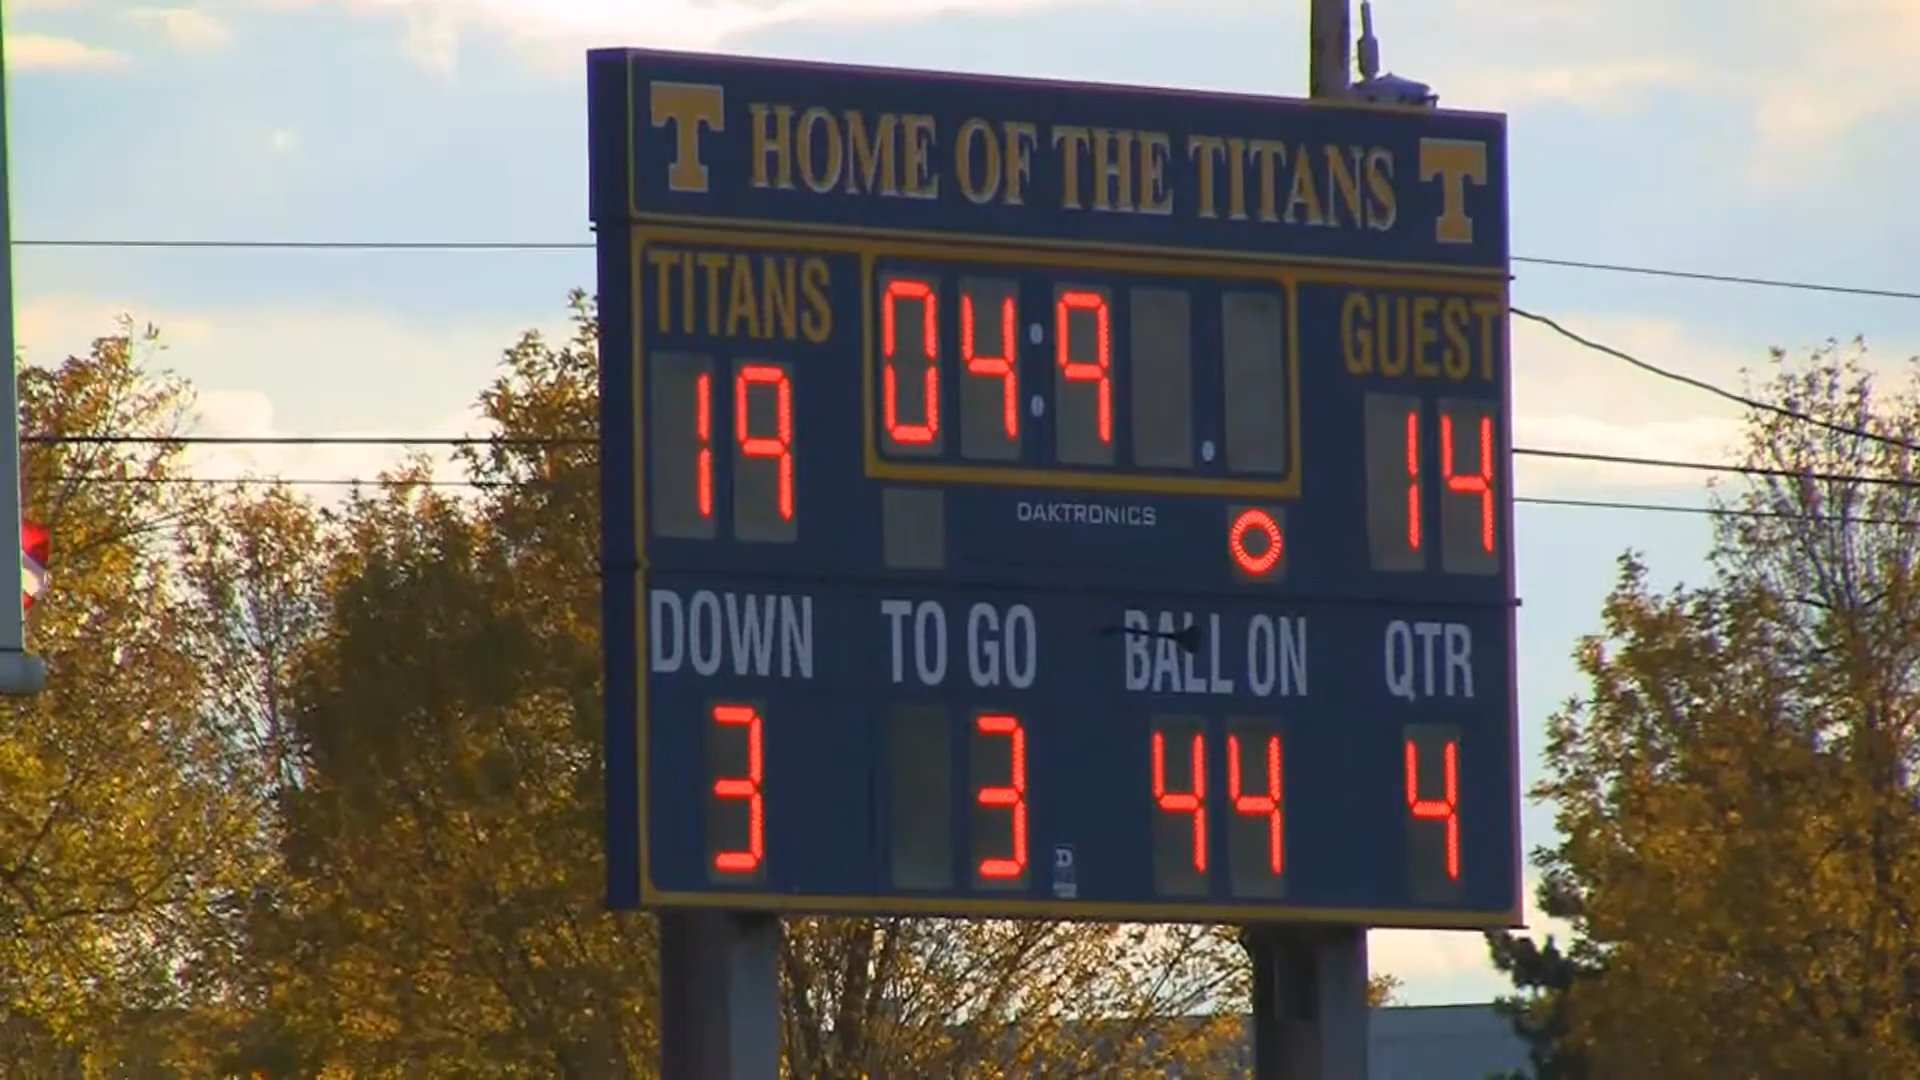 T HOME OF THE TITANS T
TITANS 04:9 GUEST
19 14
DAKTRONICS
DOWN TO GO BALL ON QTR
3 3 44 4